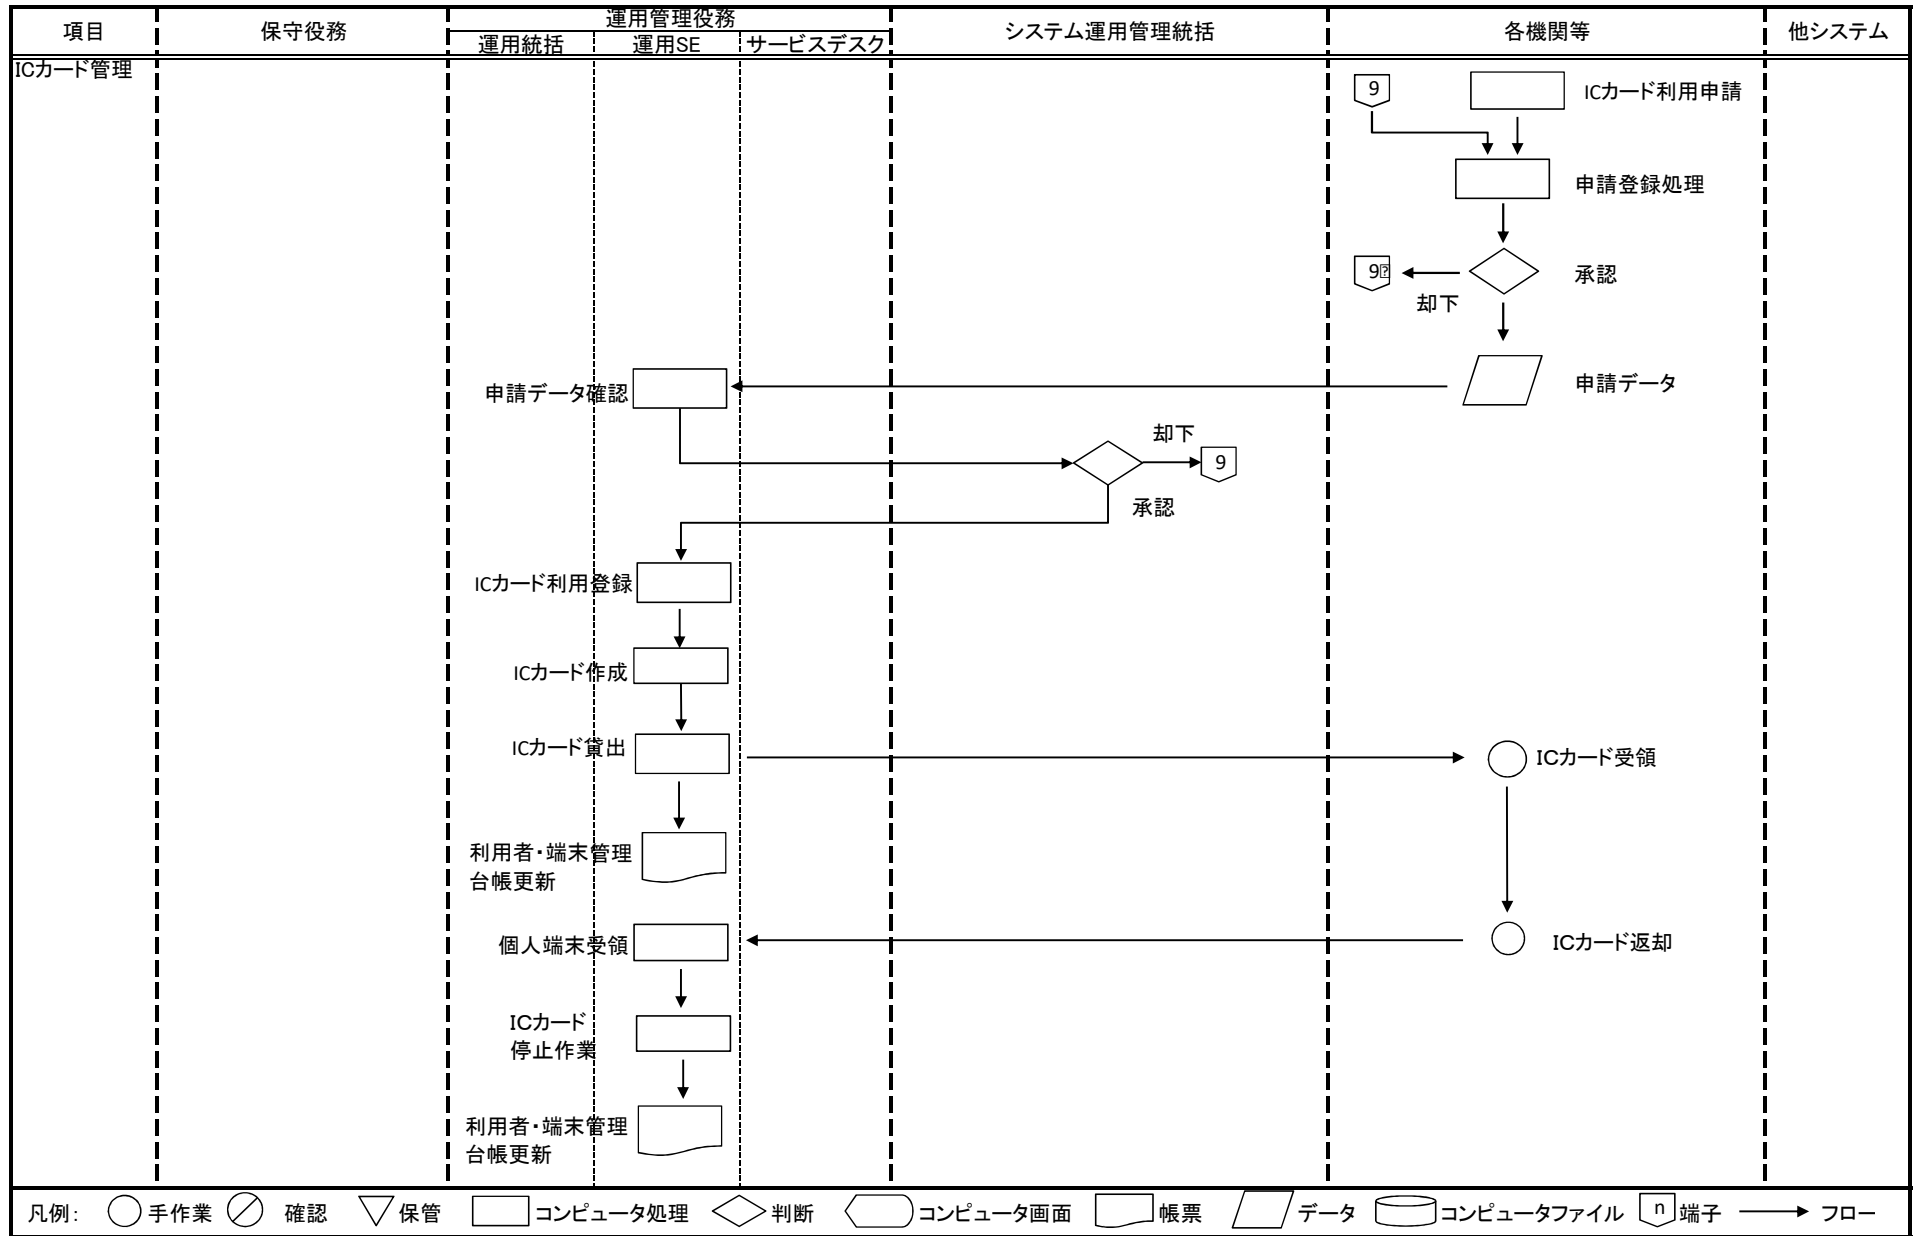 項目
保守役務
運用管理役務
システム運用管理統括
各機関等
他システム
運用統括
運用SE
サービスデスク
ICカード管理
9
ICカード利用申請
申請登録処理
9
承認
却下
申請データ確認
申請データ
却下
9
承認
ICカード利用登録
ICカード作成
ICカード貸出
ICカード受領
利用者・端末管理
台帳更新
個人端末受領
ICカード返却
ICカード
停止作業
利用者・端末管理
台帳更新
凡例: 手作業 確認 保管 コンピュータ処理 判断 コンピュータ画面 帳票 データ コンピュータファイル n 端子 フロー